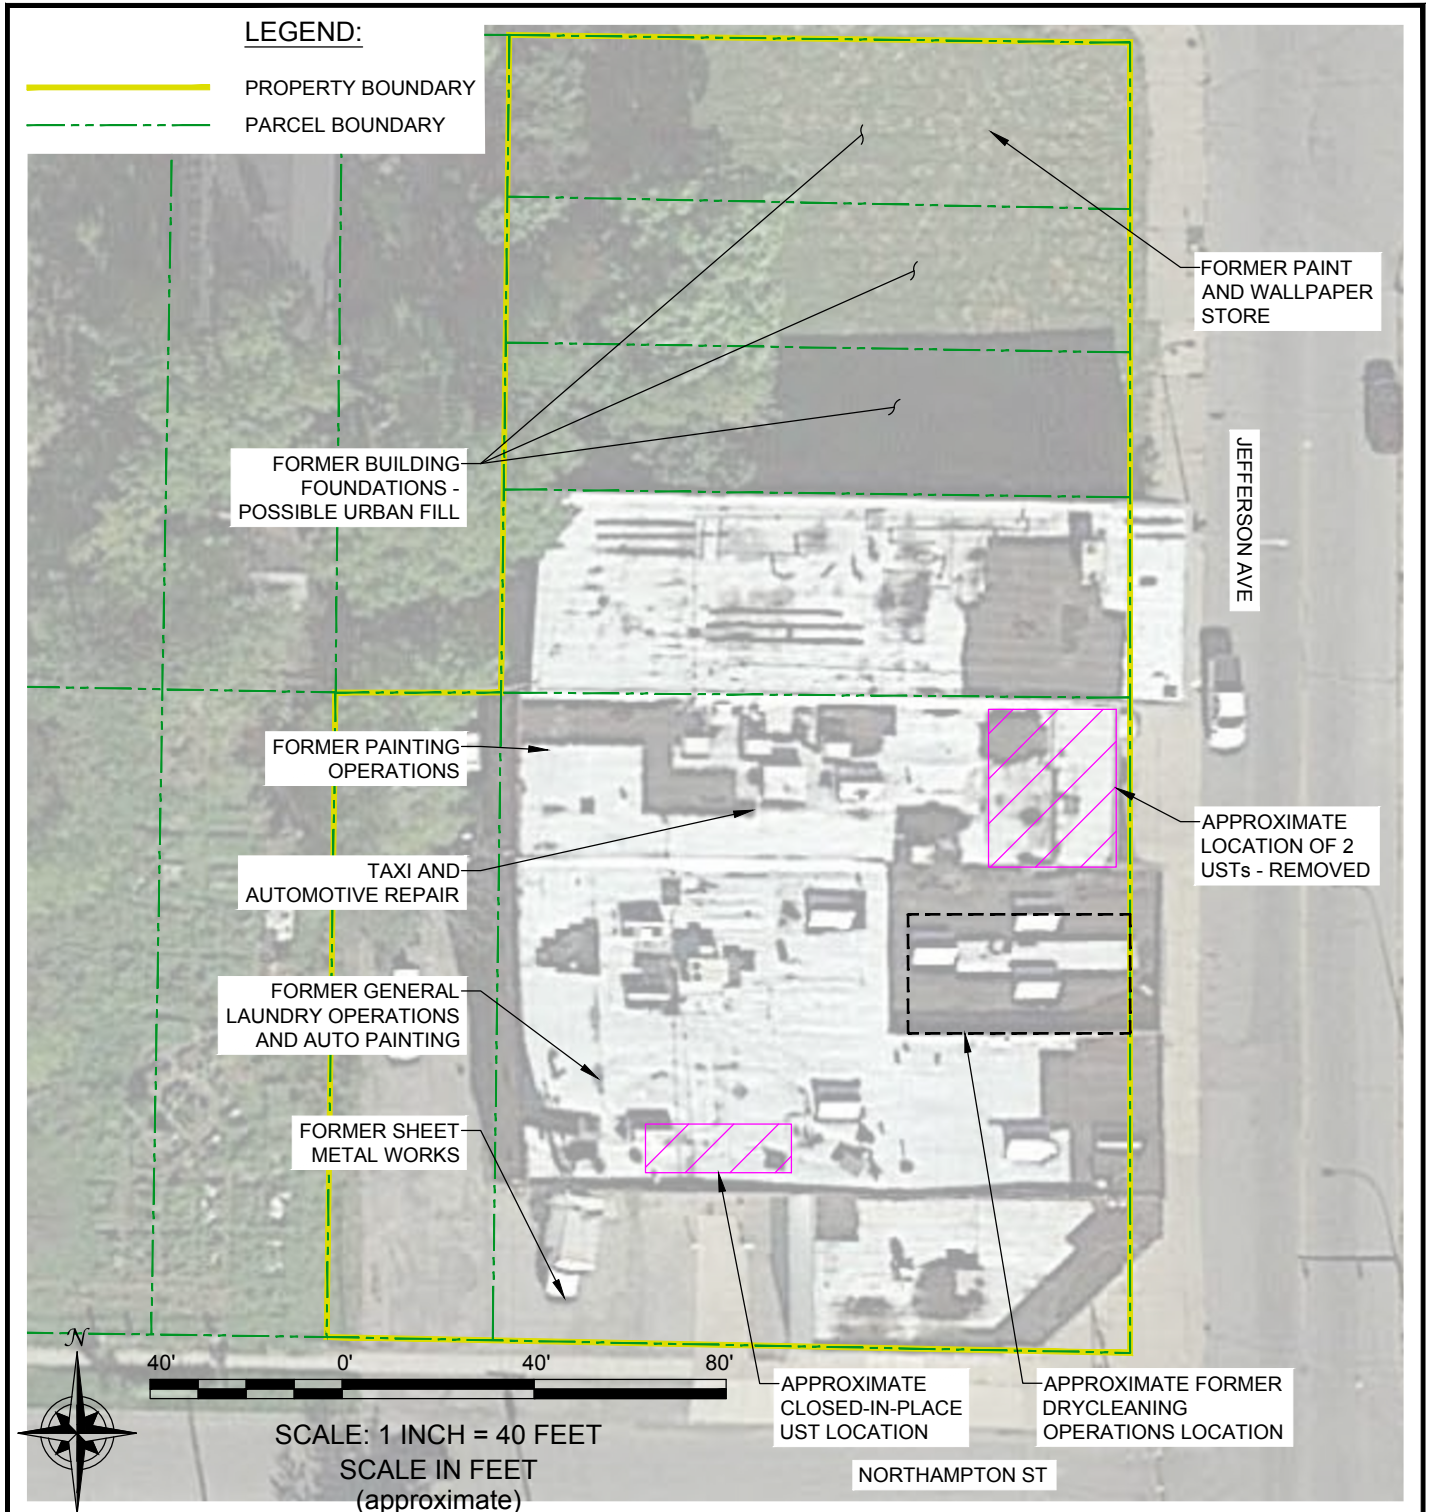 LEGEND:
PROPERTY BOUNDARY
PARCEL BOUNDARY
FORMER PAINT
AND WALLPAPER
STORE
FORMER BUILDING
FOUNDATIONS -
POSSIBLE URBAN FILL
JEFFERSON AVE
FORMER PAINTING
OPERATIONS
APPROXIMATE
LOCATION OF 2
USTs - REMOVED
TAXI AND
AUTOMOTIVE REPAIR
FORMER GENERAL
LAUNDRY OPERATIONS
AND AUTO PAINTING
FORMER SHEET
METAL WORKS
N
40' 0' 40' 80'
APPROXIMATE
CLOSED-IN-PLACE
UST LOCATION
APPROXIMATE FORMER
DRYCLEANING
OPERATIONS LOCATION
SCALE: 1 INCH = 40 FEET
SCALE IN FEET
(approximate)
NORTHAMPTON ST